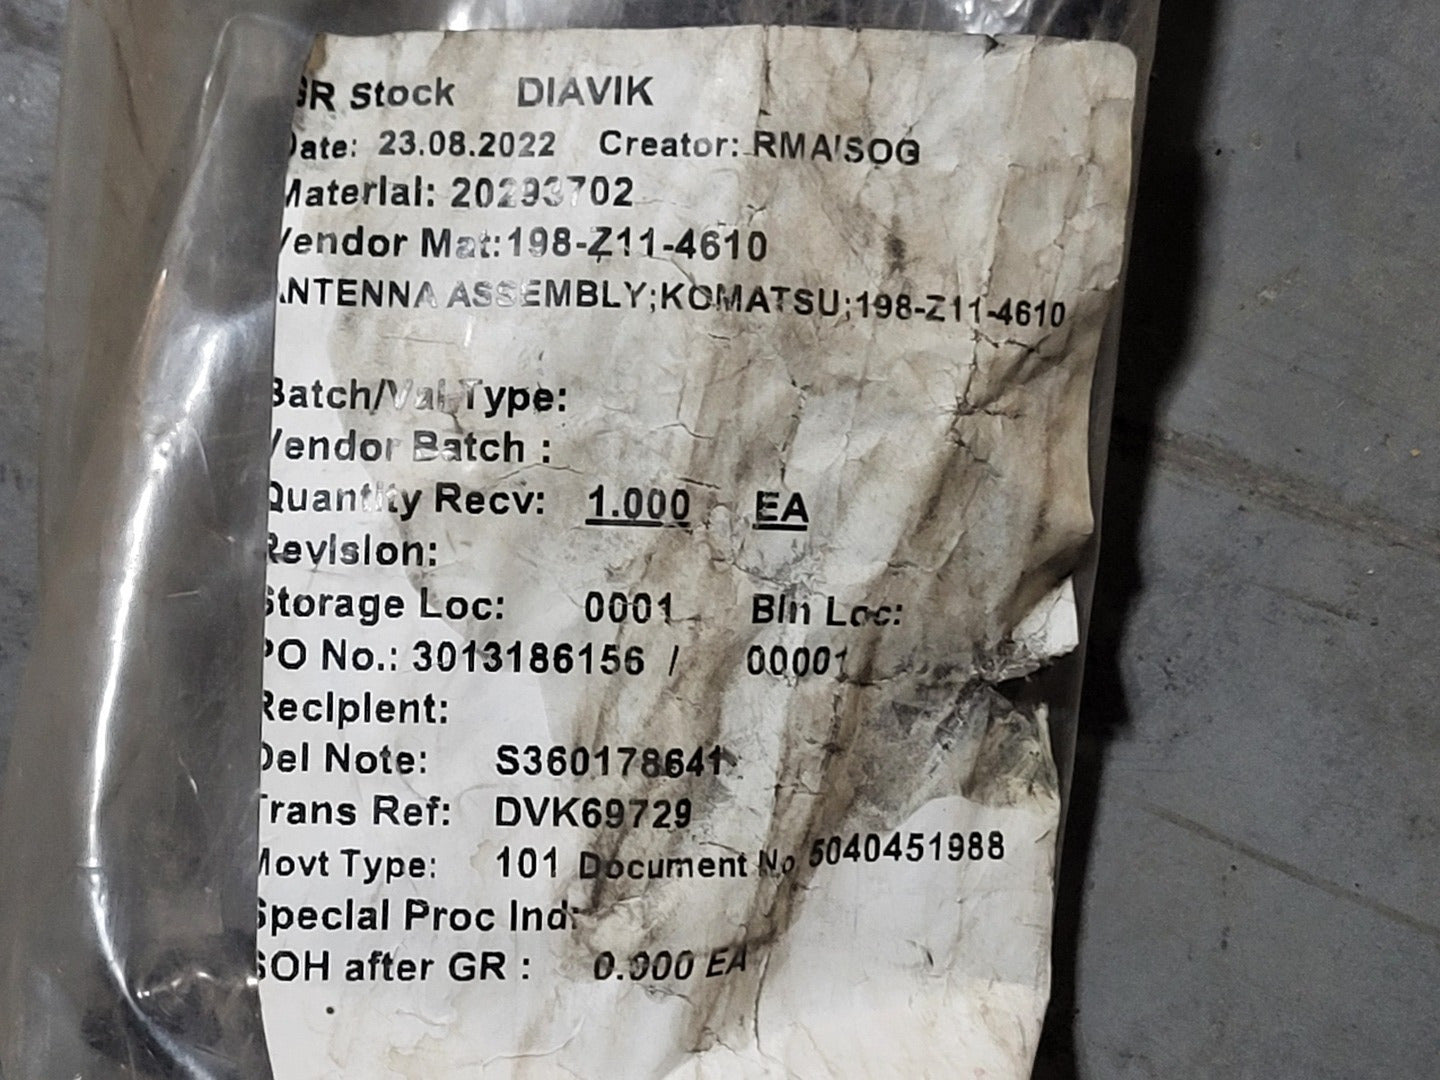 GR Stock DIAVIK
Date: 23.08.2022 Creator: RMAISOG
Material: 20293702
Vendor Mat:198-Z11-4610
ANTENNA ASSEMBLY;KOMATSU;198-Z11-4610
Batch/Val Type:
Vendor Batch :
Quantity Recv: 1.000 EA
Revision:
Storage Loc: 0001 Bin Loc:
PO No.: 3013186156 / 00001
Recipient:
Del Note: S360178641
Trans Ref: DVK69729
Movt Type: 101 Document No 5040451988
Special Proc Ind:
SOH after GR : 0.000 EA